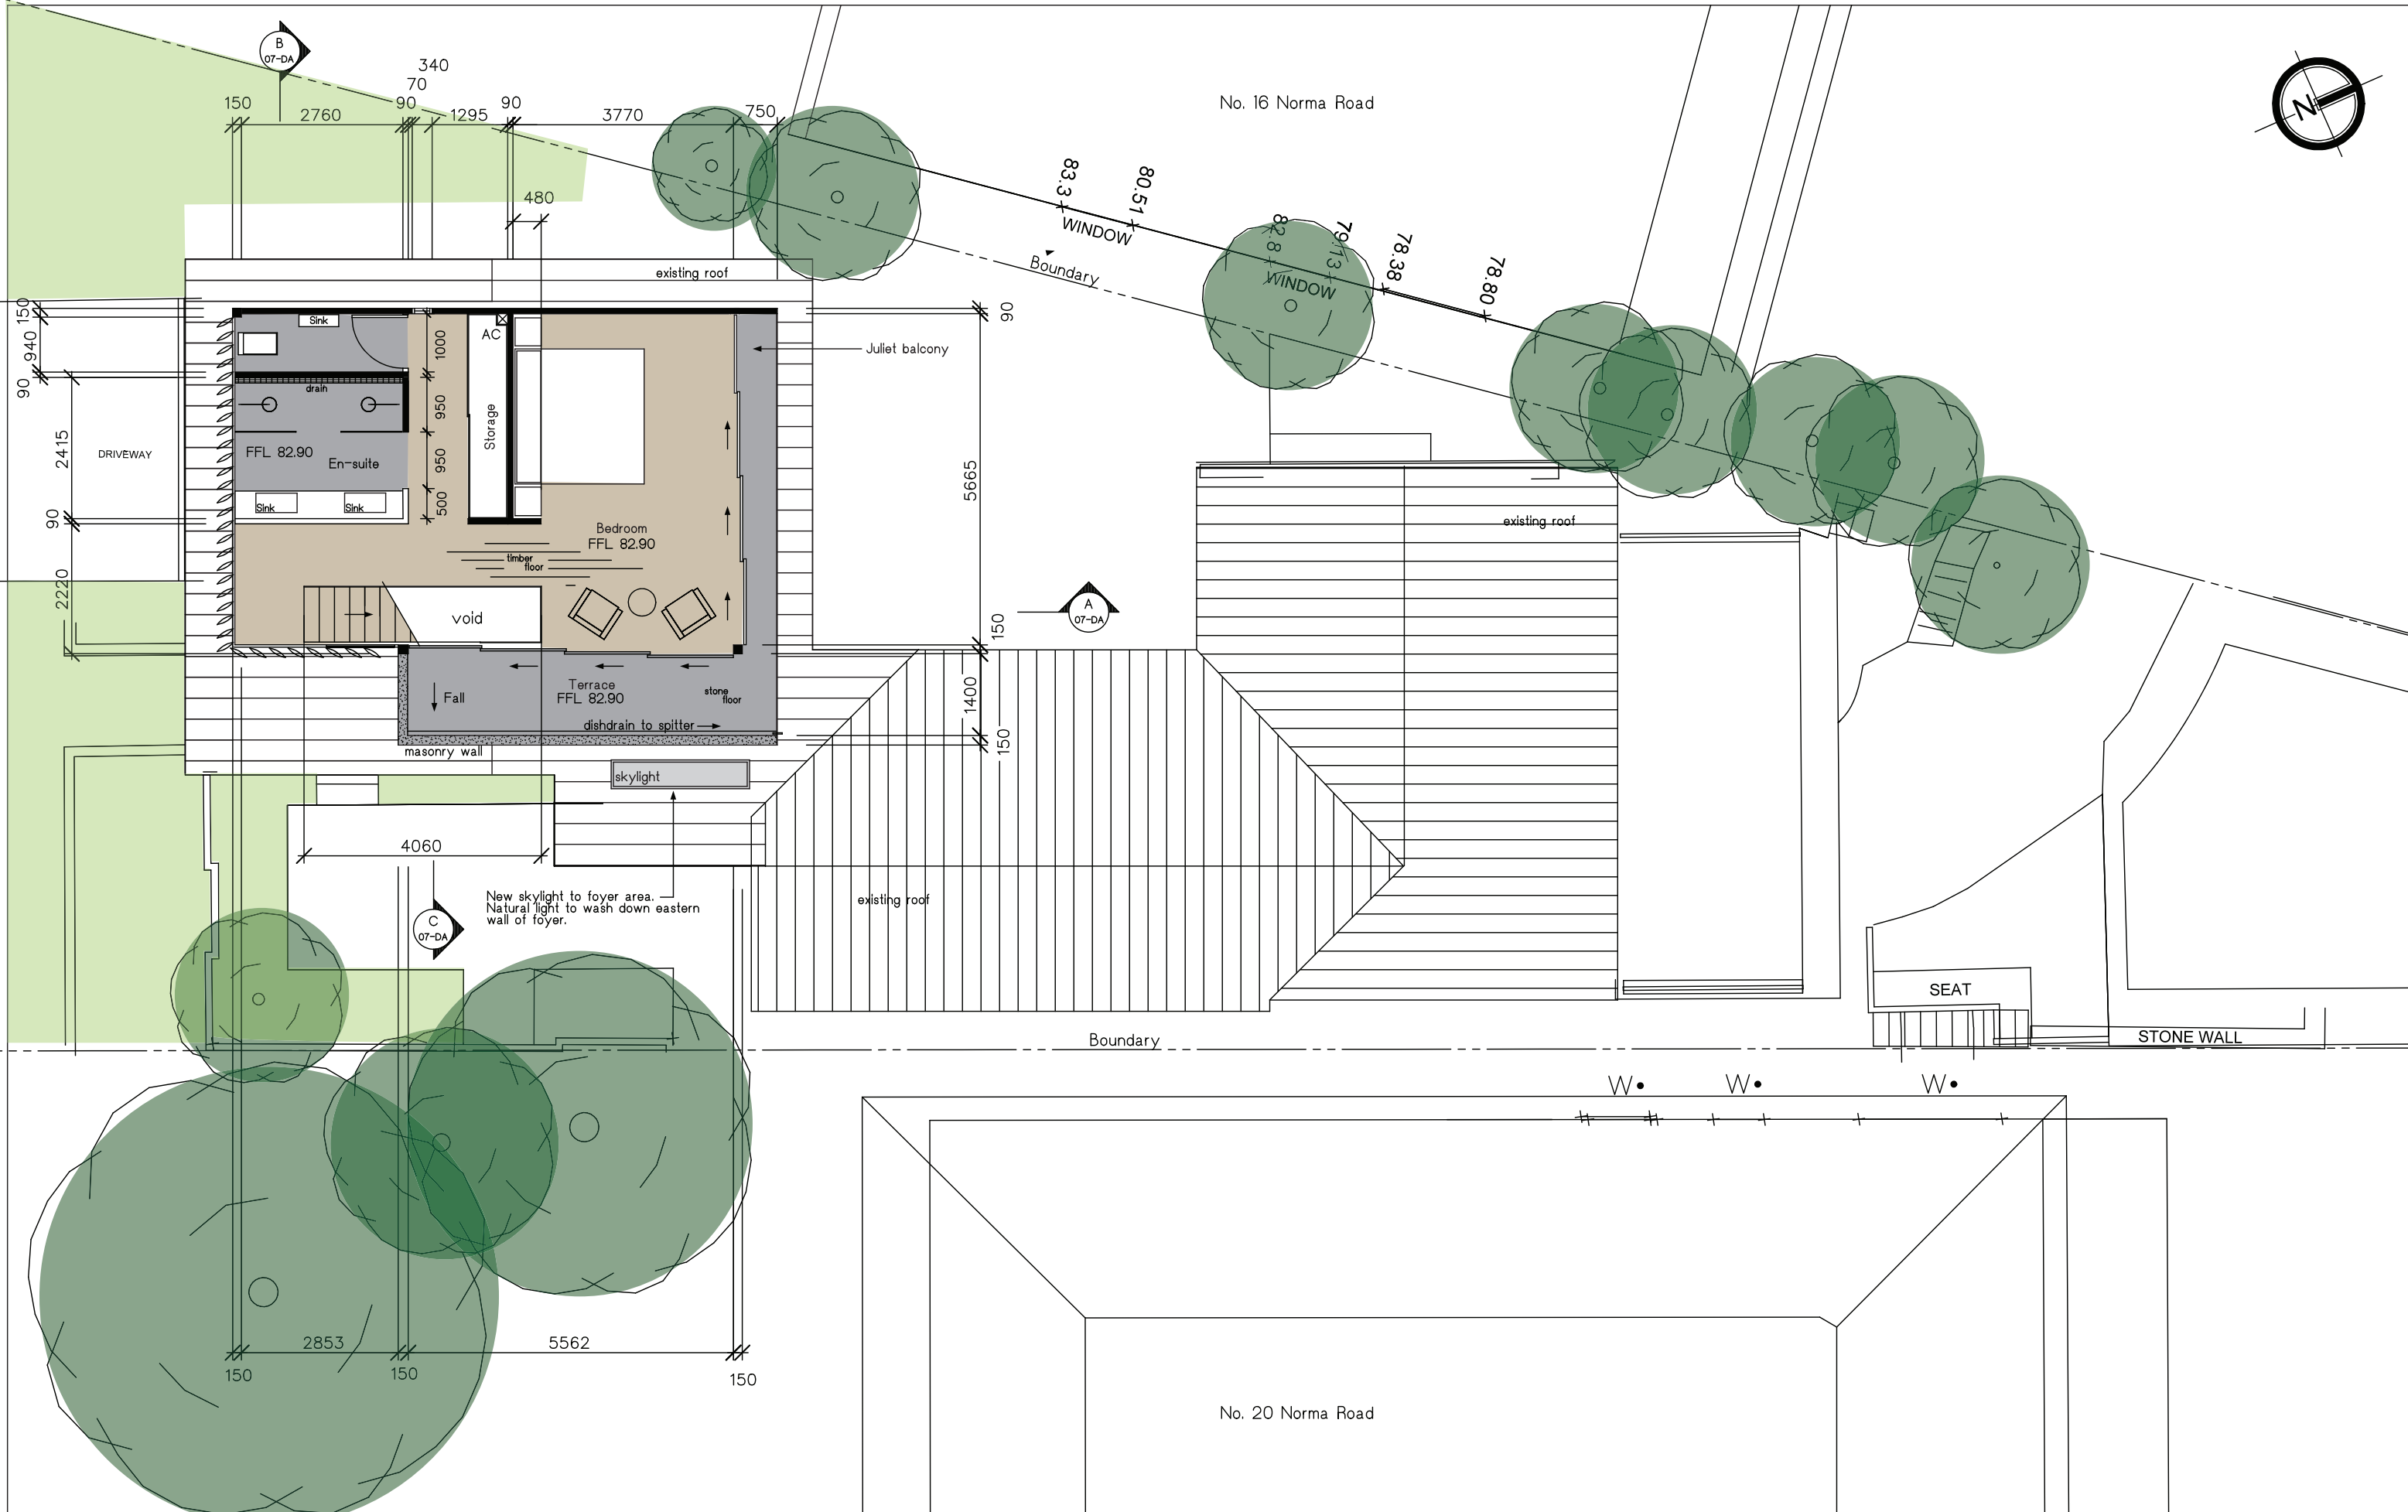 B
07-DA
340
70
150
2760
90
1295
90
3770
750
480
No. 16 Norma Road
N
83.3
80.51
WINDOW
82.8
79.13
WINDOW
78.38
78.80
Boundary
existing roof
150
940
90
2415
90
2220
DRIVEWAY
Sink
drain
FFL 82.90
En-suite
Sink
Sink
1000
950
950
500
AC
Storage
Juliet balcony
90
5665
150
1400
150
Bedroom
FFL 82.90
timber
floor
void
Terrace
FFL 82.90
Fall
stone
floor
dishdrain to spitter
masonry wall
skylight
existing roof
A
07-DA
4060
New skylight to foyer area.
Natural light to wash down eastern
wall of foyer.
C
07-DA
existing roof
Boundary
SEAT
STONE WALL
W
W
W
2853
5562
150
150
150
No. 20 Norma Road